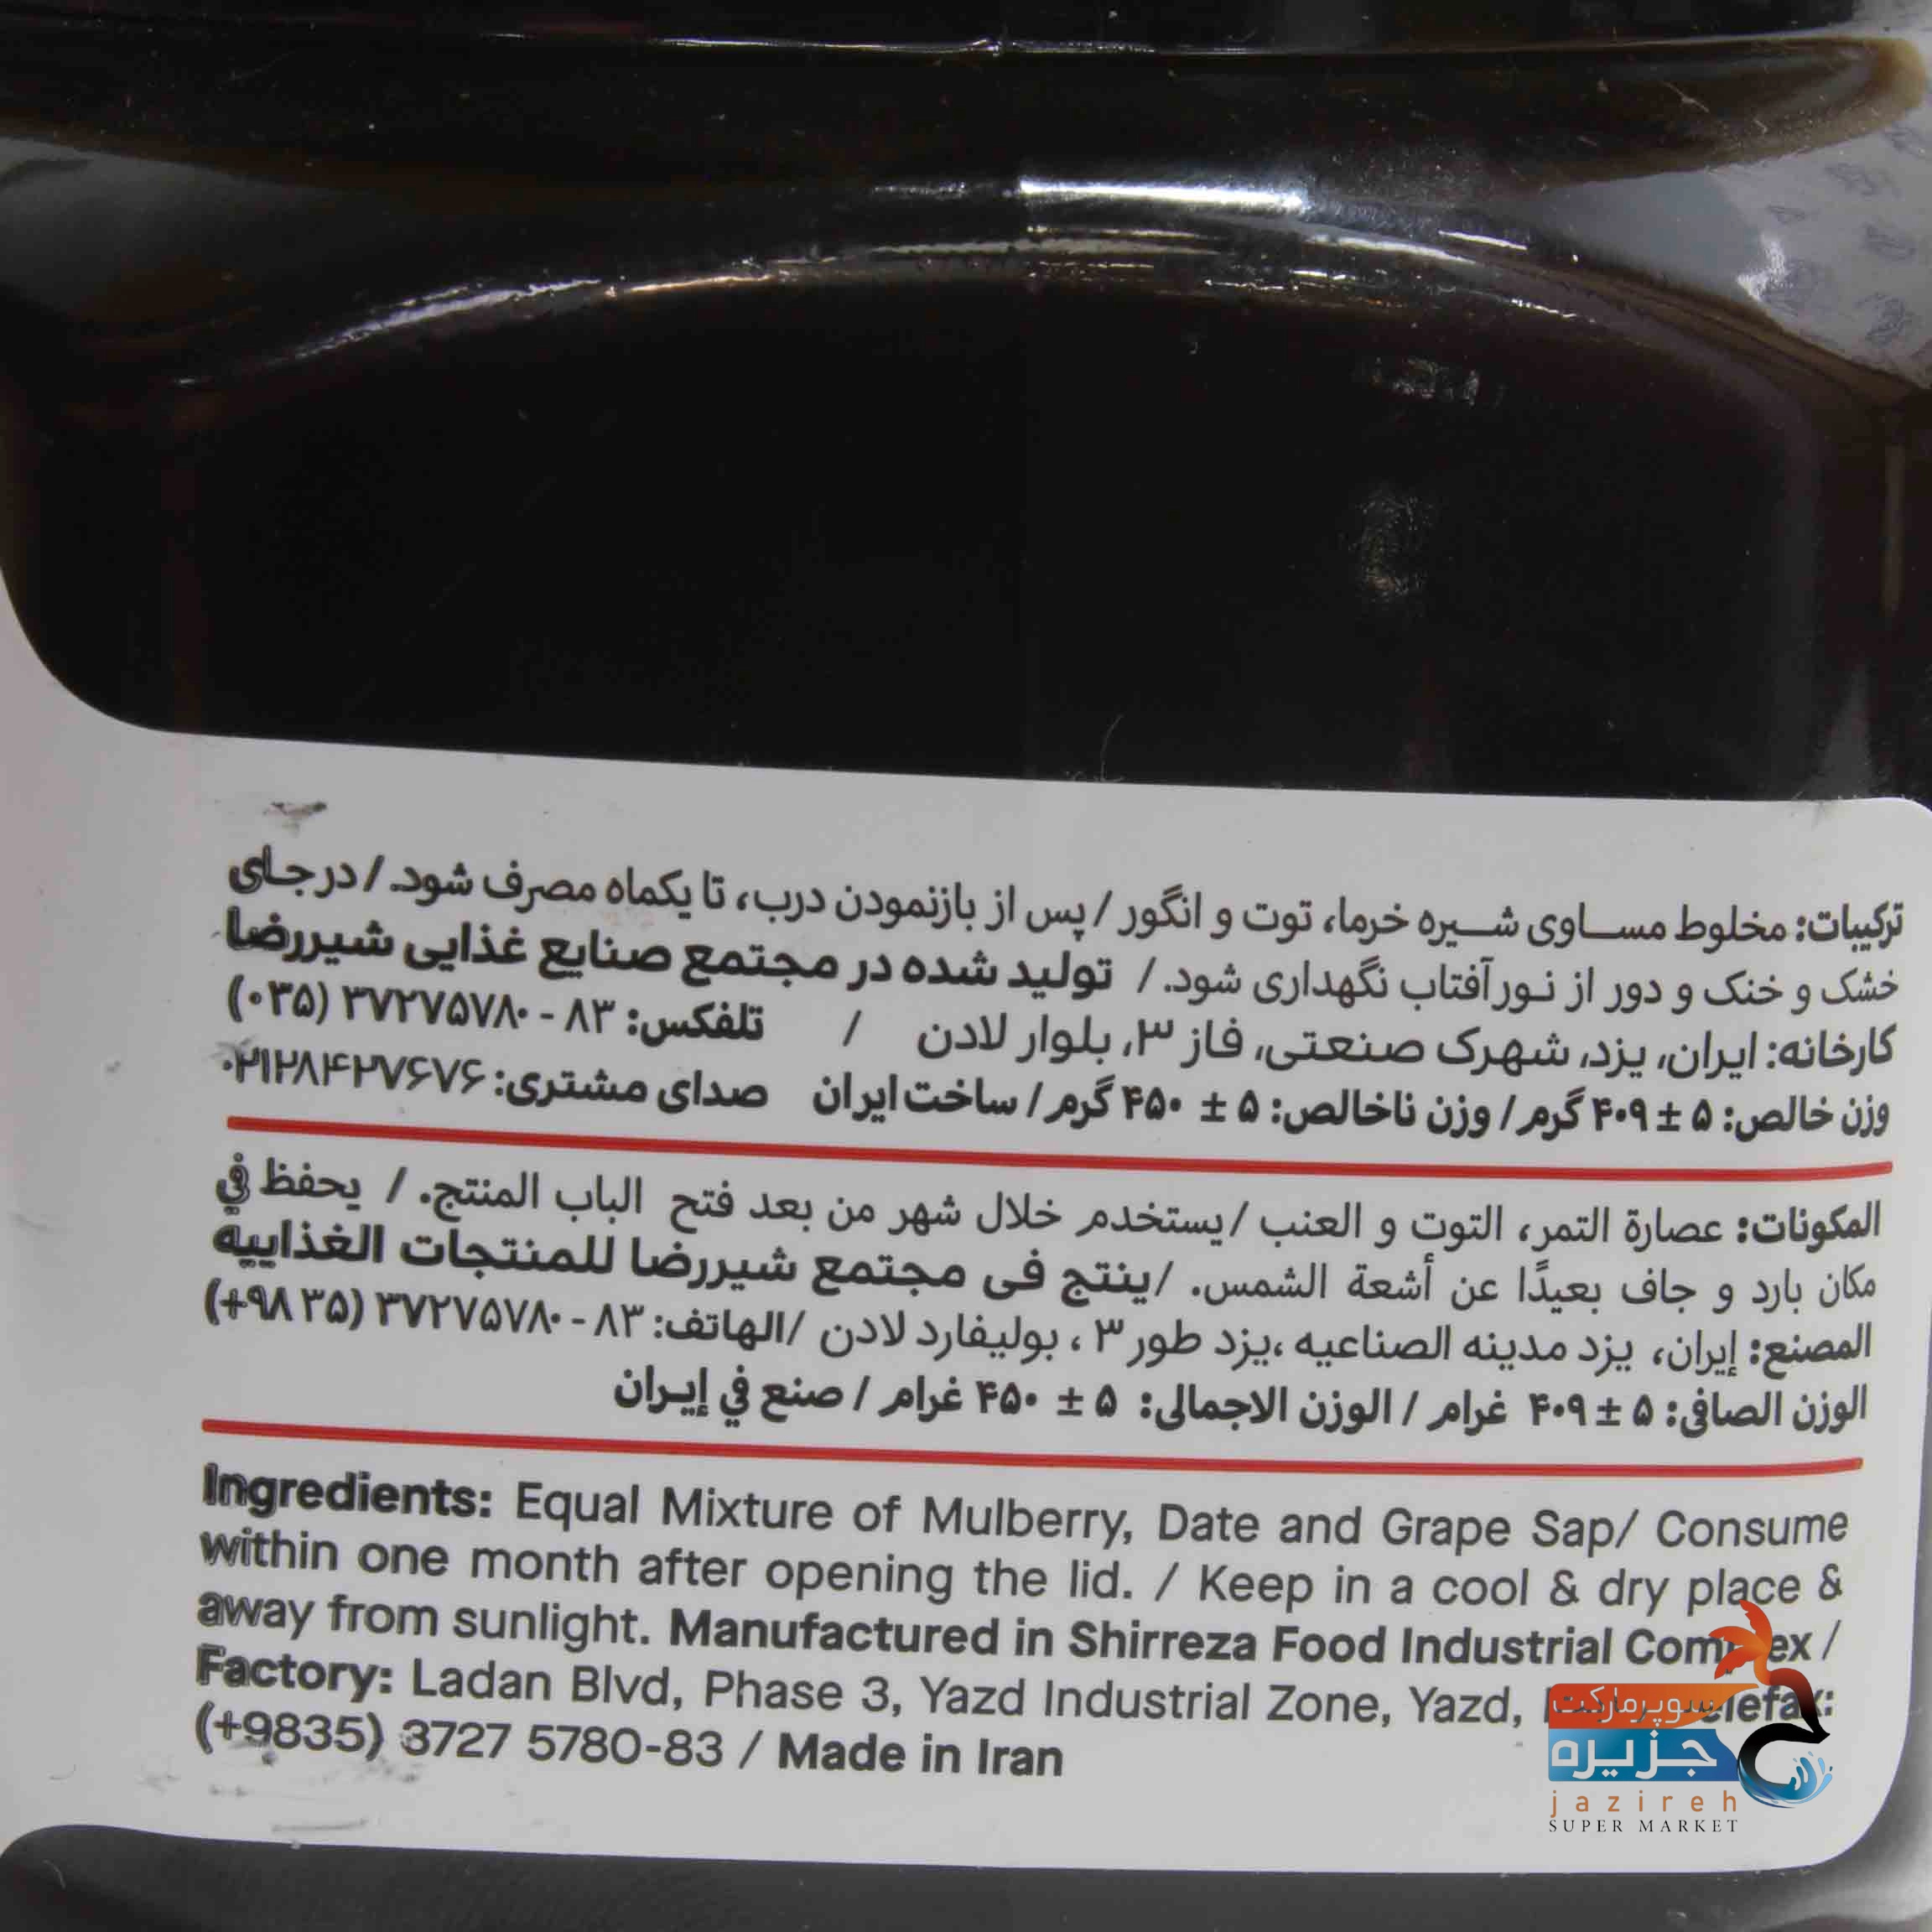 ترکیبات: مخلوط مساوی شیره خرما، توت و انگور / پس از بازنمودن درب، تا یکماه مصرف شود. / در جای
خشک و خنک و دور از نور آفتاب نگهداری شود. / تولید شده در مجتمع صنایع غذایی شیررضا
کارخانه: ایران، یزد، شهرک صنعتی، فاز ۳، بلوار لادن / تلفکس: ۸۳ - ۳۷۲۷۵۷۸۰ (۰۳۵)
وزن خالص: ۵ ± ۴۰۹ گرم / وزن ناخالص: ۵ ± ۴۵۰ گرم / ساخت ایران صدای مشتری: ۰۲۱۲۸۴۲۷۶۷۶
المکونات: عصارة التمر، التوت و العنب / یستخدم خلال شهر من بعد فتح الباب المنتج. / یحفظ في
مکان بارد و جاف بعیدًا عن أشعة الشمس. / ینتج فی مجتمع شیررضا للمنتجات الغذاییه
المصنع: إیران، یزد مدینه الصناعیه ،یزد طور ۳ ، بولیفارد لادن /الهاتف: ۸۳ - ۳۷۲۷۵۷۸۰ (۳۵ ۹۸+)
الوزن الصافي: ۵ ± ۴۰۹ غرام / الوزن الاجمالی: ۵ ± ۴۵۰ غرام / صنع في إیران
Ingredients: Equal Mixture of Mulberry, Date and Grape Sap/ Consume
within one month after opening the lid. / Keep in a cool & dry place &
away from sunlight. Manufactured in Shirreza Food Industrial Complex /
Factory: Ladan Blvd, Phase 3, Yazd Industrial Zone, Yazd,
(+9835) 3727 5780-83 / Made in Iran
سوپرمارکت
جزیره
jazireh
SUPER MARKET